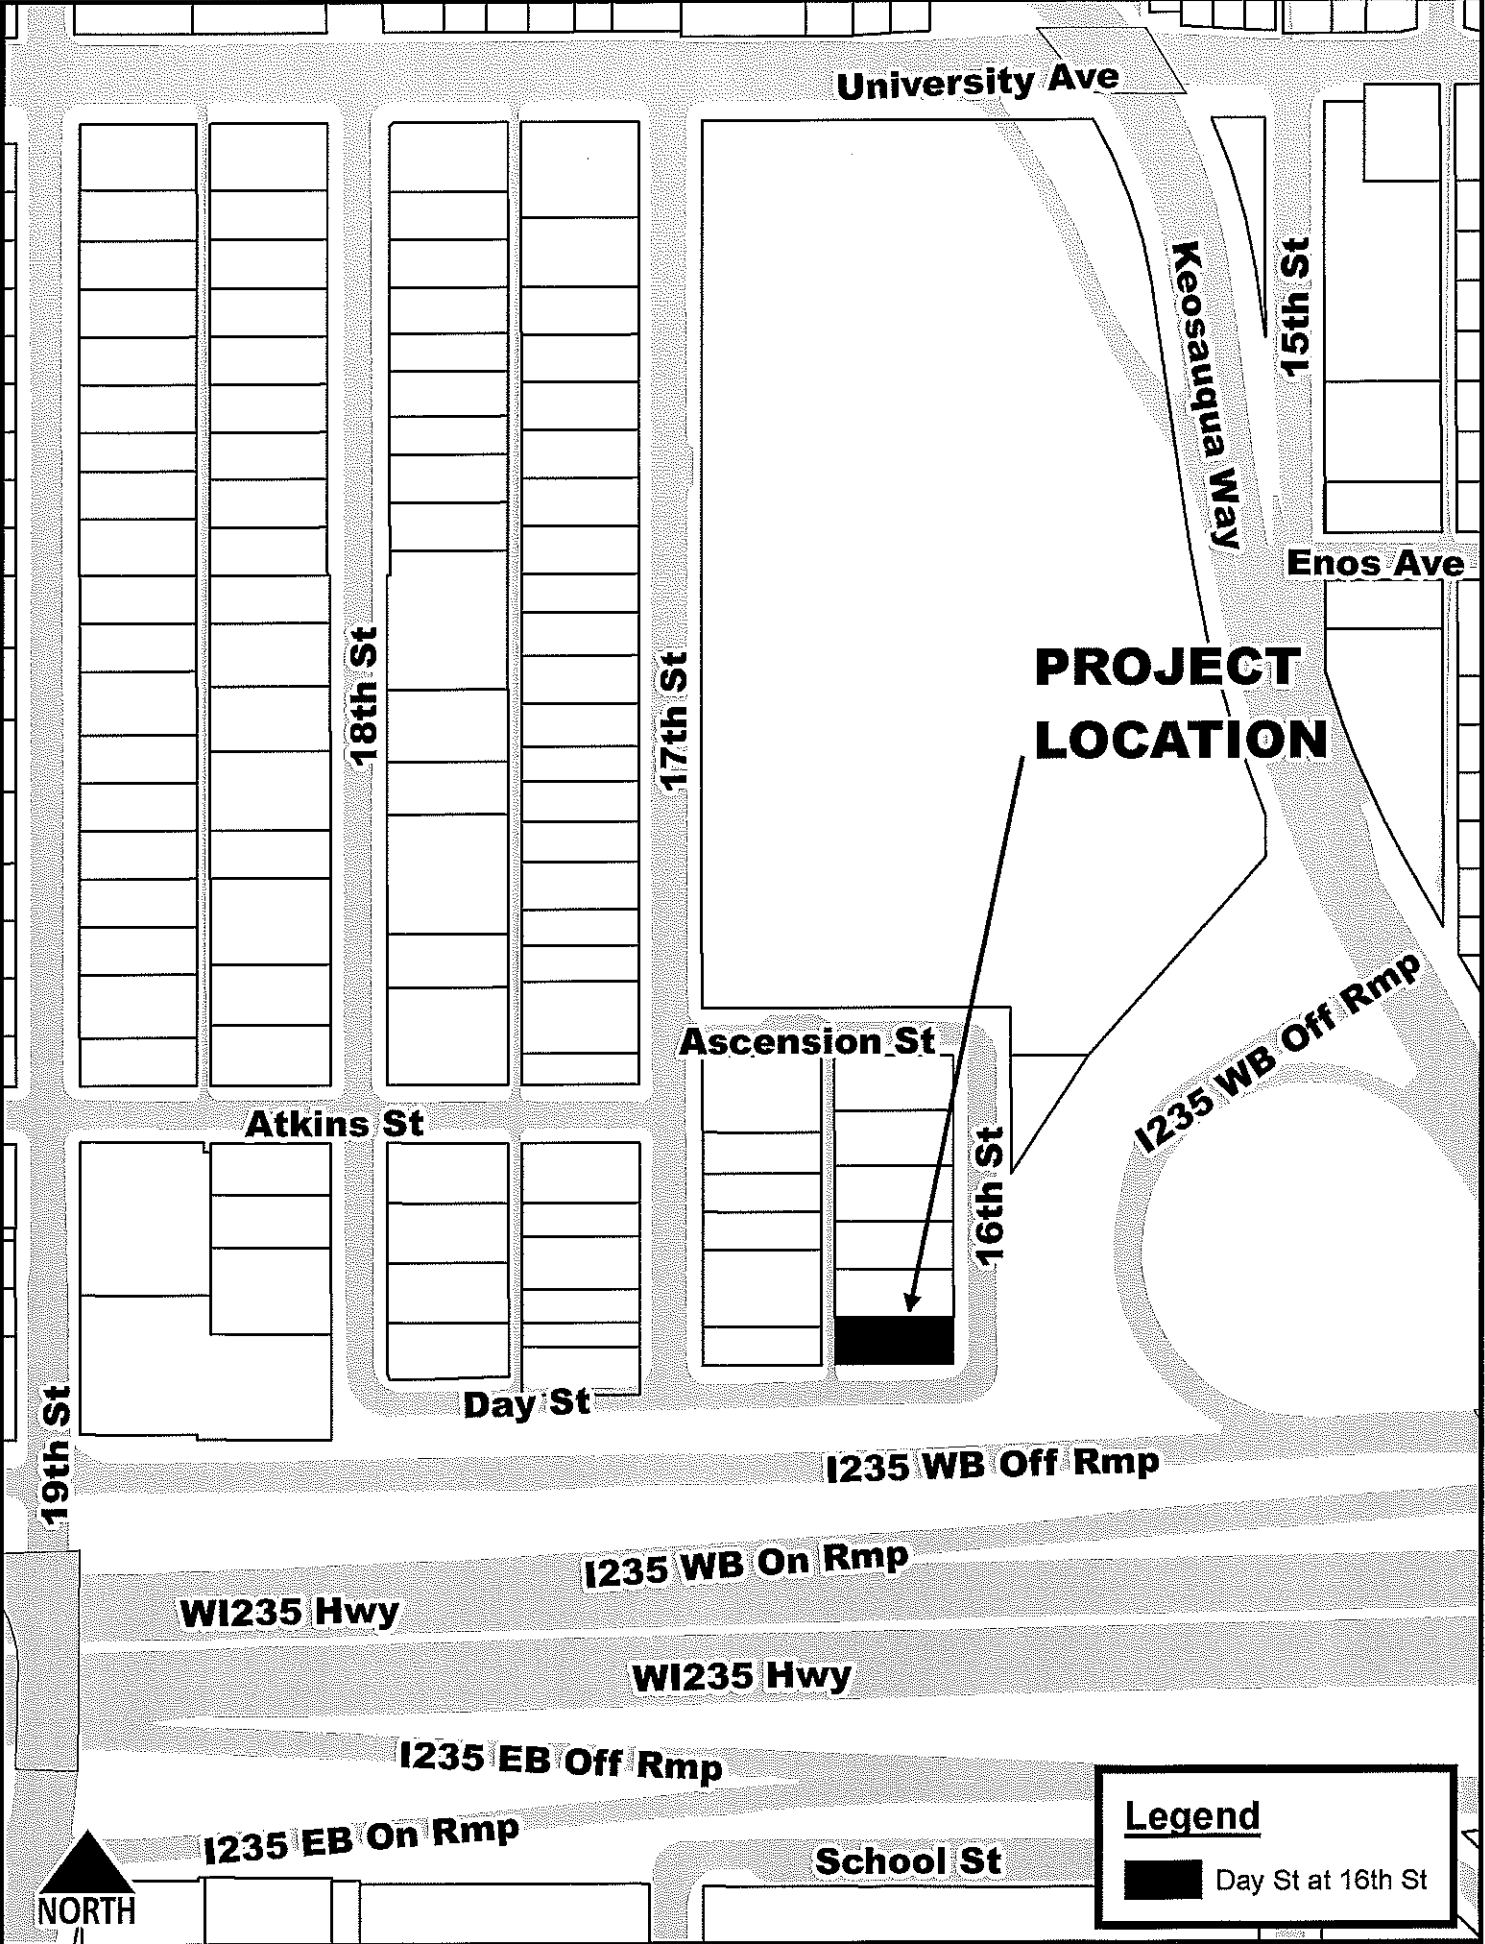 University Ave
Keosauqua Way
15th St
Enos Ave
PROJECT
LOCATION
18th St
17th St
I235 WB Off Rmp
Ascension St
Atkins St
16th St
Day St
19th St
I235 WB Off Rmp
I235 WB On Rmp
WI235 Hwy
WI235 Hwy
I235 EB Off Rmp
I235 EB On Rmp
School St
Legend
Day St at 16th St
NORTH